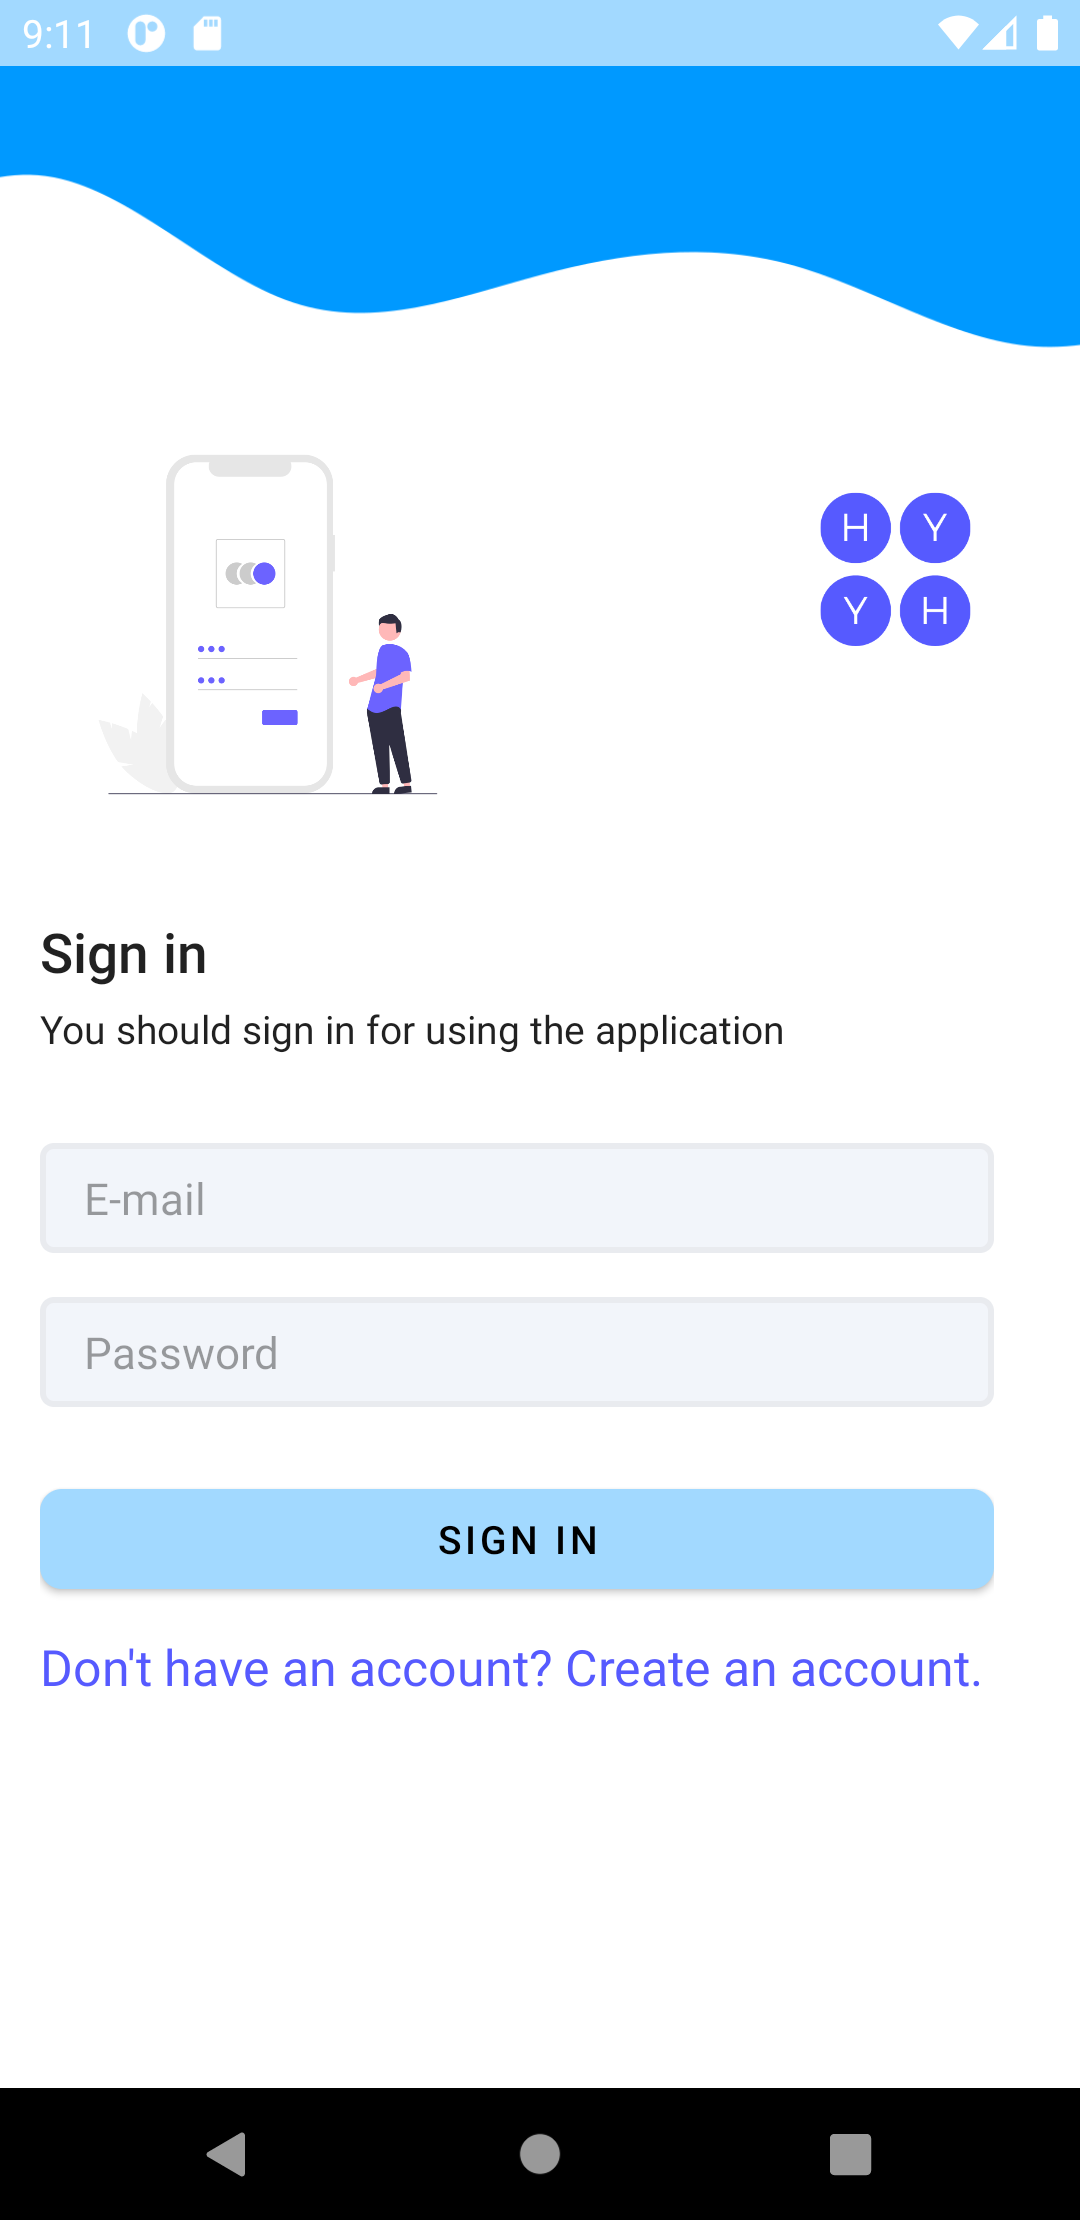 9:11
H Y
Y H
Sign in
You should sign in for using the application
E-mail
Password
SIGN IN
Don't have an account? Create an account.